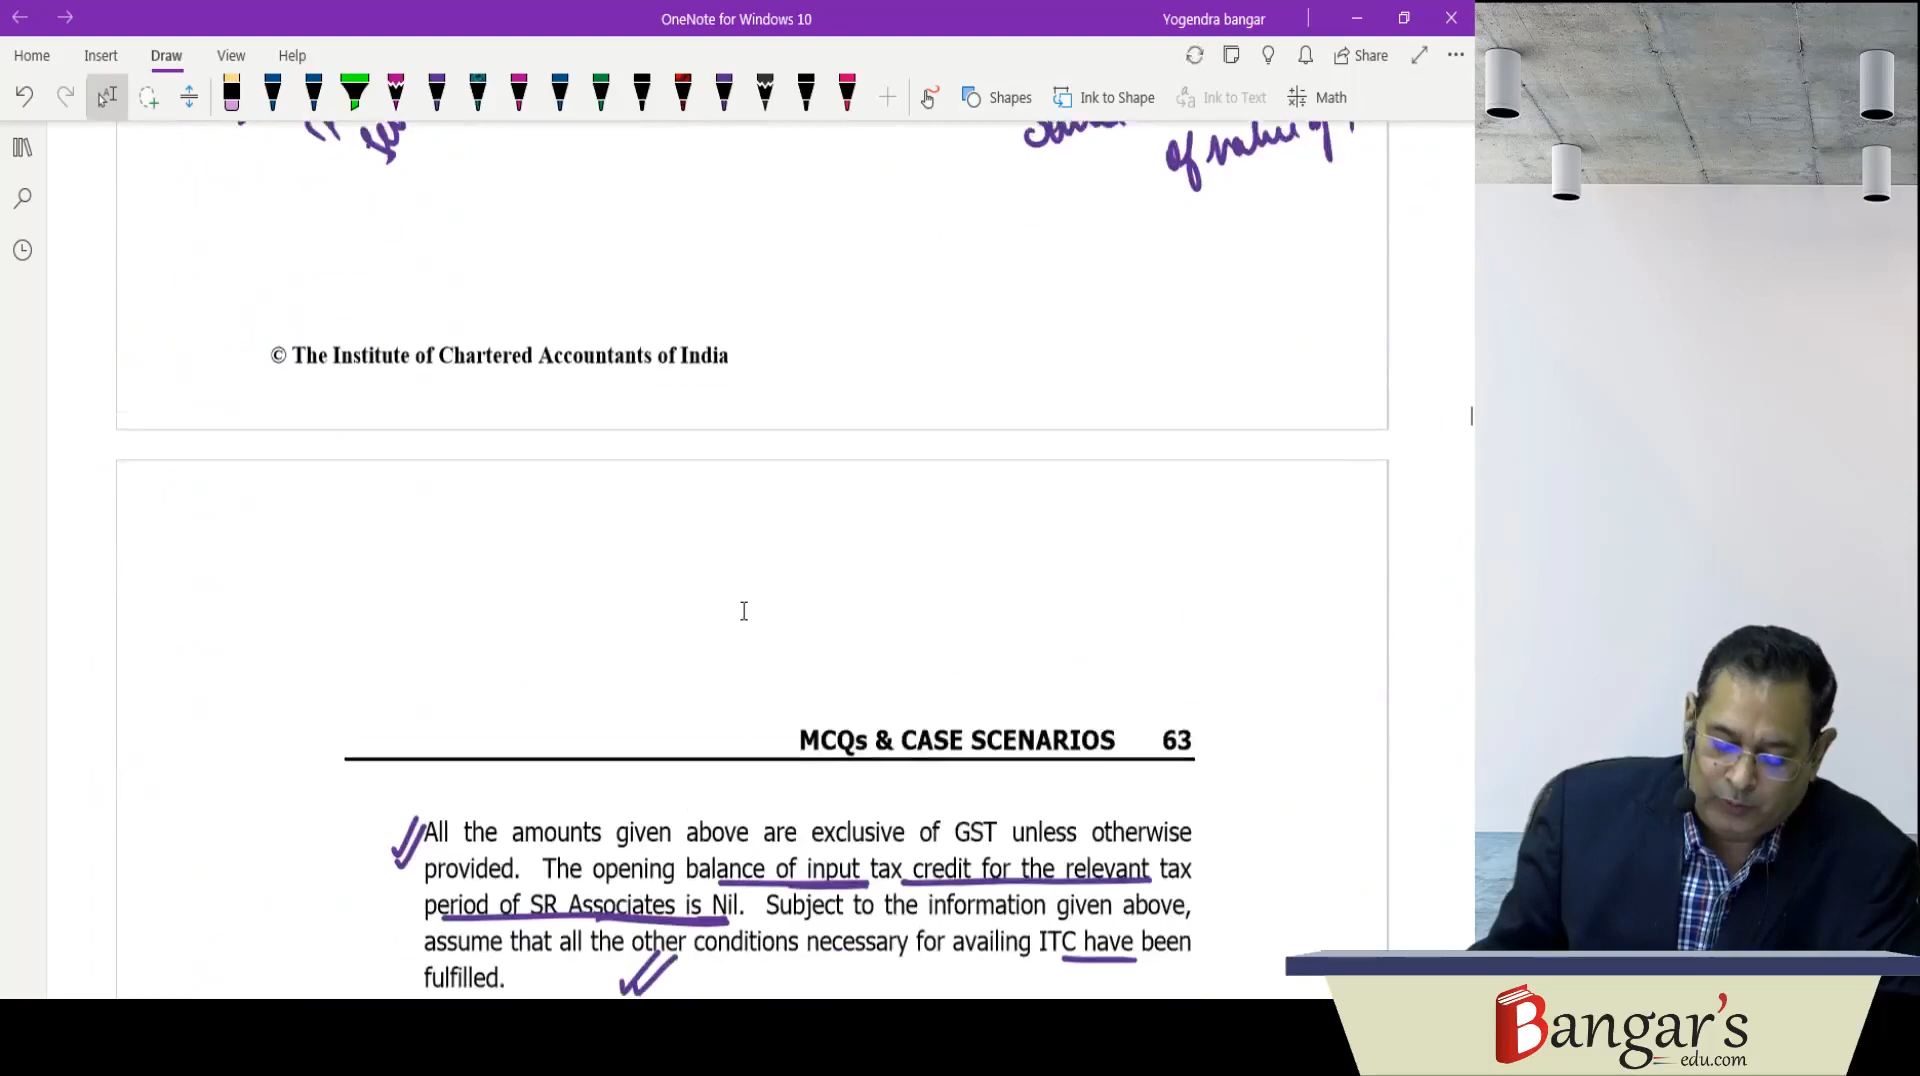 OneNote for Windows 10
Yogendra bangar
Home Insert Draw View Help
Share
Shapes
Ink to Shape
Ink to Text
Math
of value of
© The Institute of Chartered Accountants of India
MCQs & CASE SCENARIOS 63
All the amounts given above are exclusive of GST unless otherwise
provided. The opening balance of input tax credit for the relevant tax
period of SR Associates is Nil. Subject to the information given above,
assume that all the other conditions necessary for availing ITC have been
fulfilled.
Bangar's
edu.com